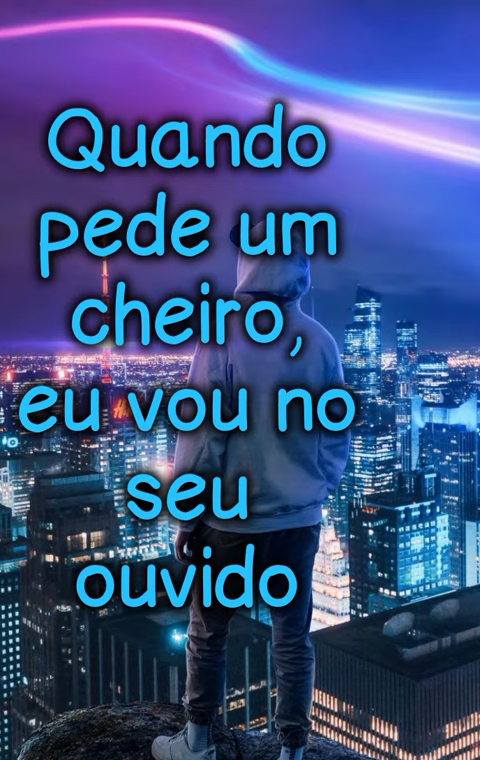 Quando
pede um
cheiro,
eu vou no
seu
ouvido